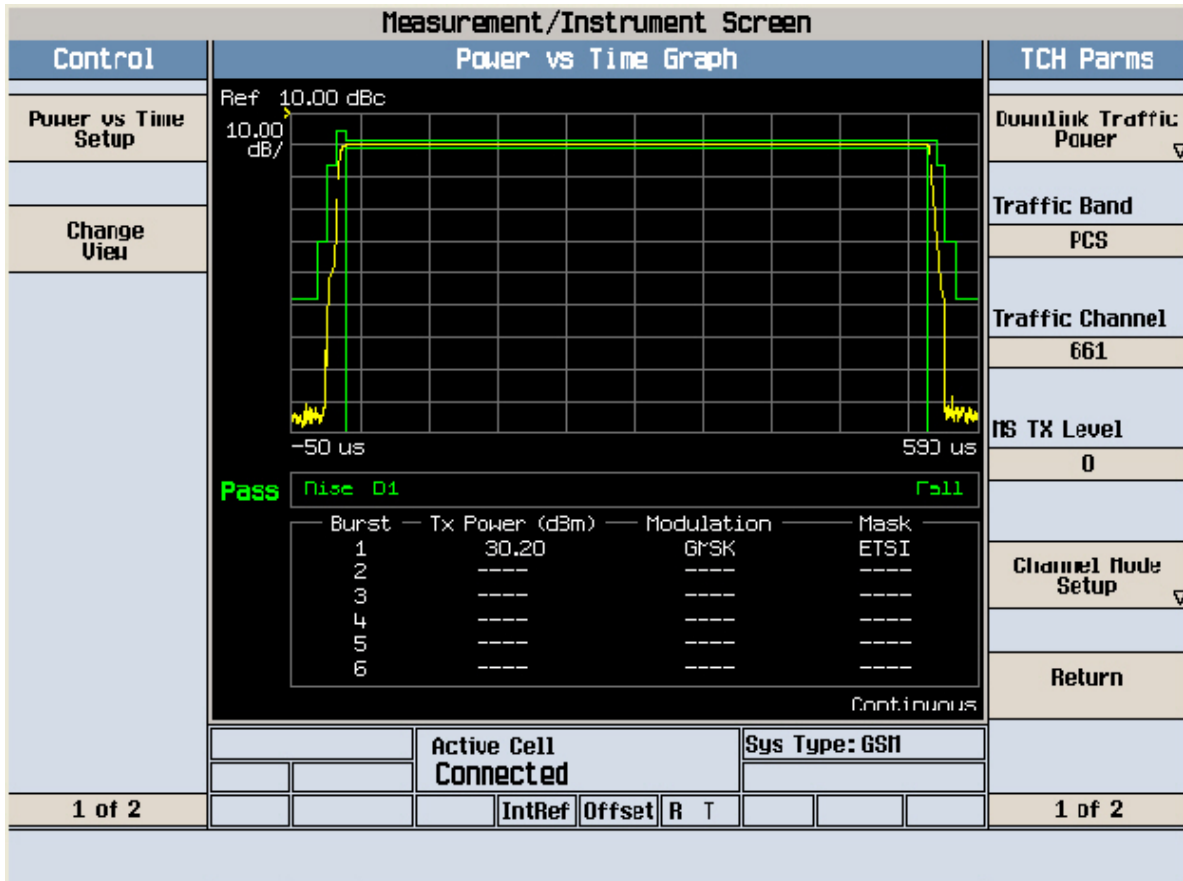 Measurement/Instrument Screen
Control
Power vs Time Graph
TCH Parms
Power vs Time
Setup
Change
View
1 of 2
Ref 10.00 dBc
10.00
dB/
-50 us
590 us
Pass
Rise 01
Fall
Burst Tx Power (dBm) Modulation Mask
1 30.20 GMSK ETSI
2 ---- ---- ----
3 ---- ---- ----
4 ---- ---- ----
5 ---- ---- ----
6 ---- ---- ----
Continuous
Active Cell
Connected
Sys Type: GSM
IntRef Offset R T
Downlink Traffic
Power
Traffic Band
PCS
Traffic Channel
661
MS TX Level
0
Channel Mode
Setup
Return
1 of 2